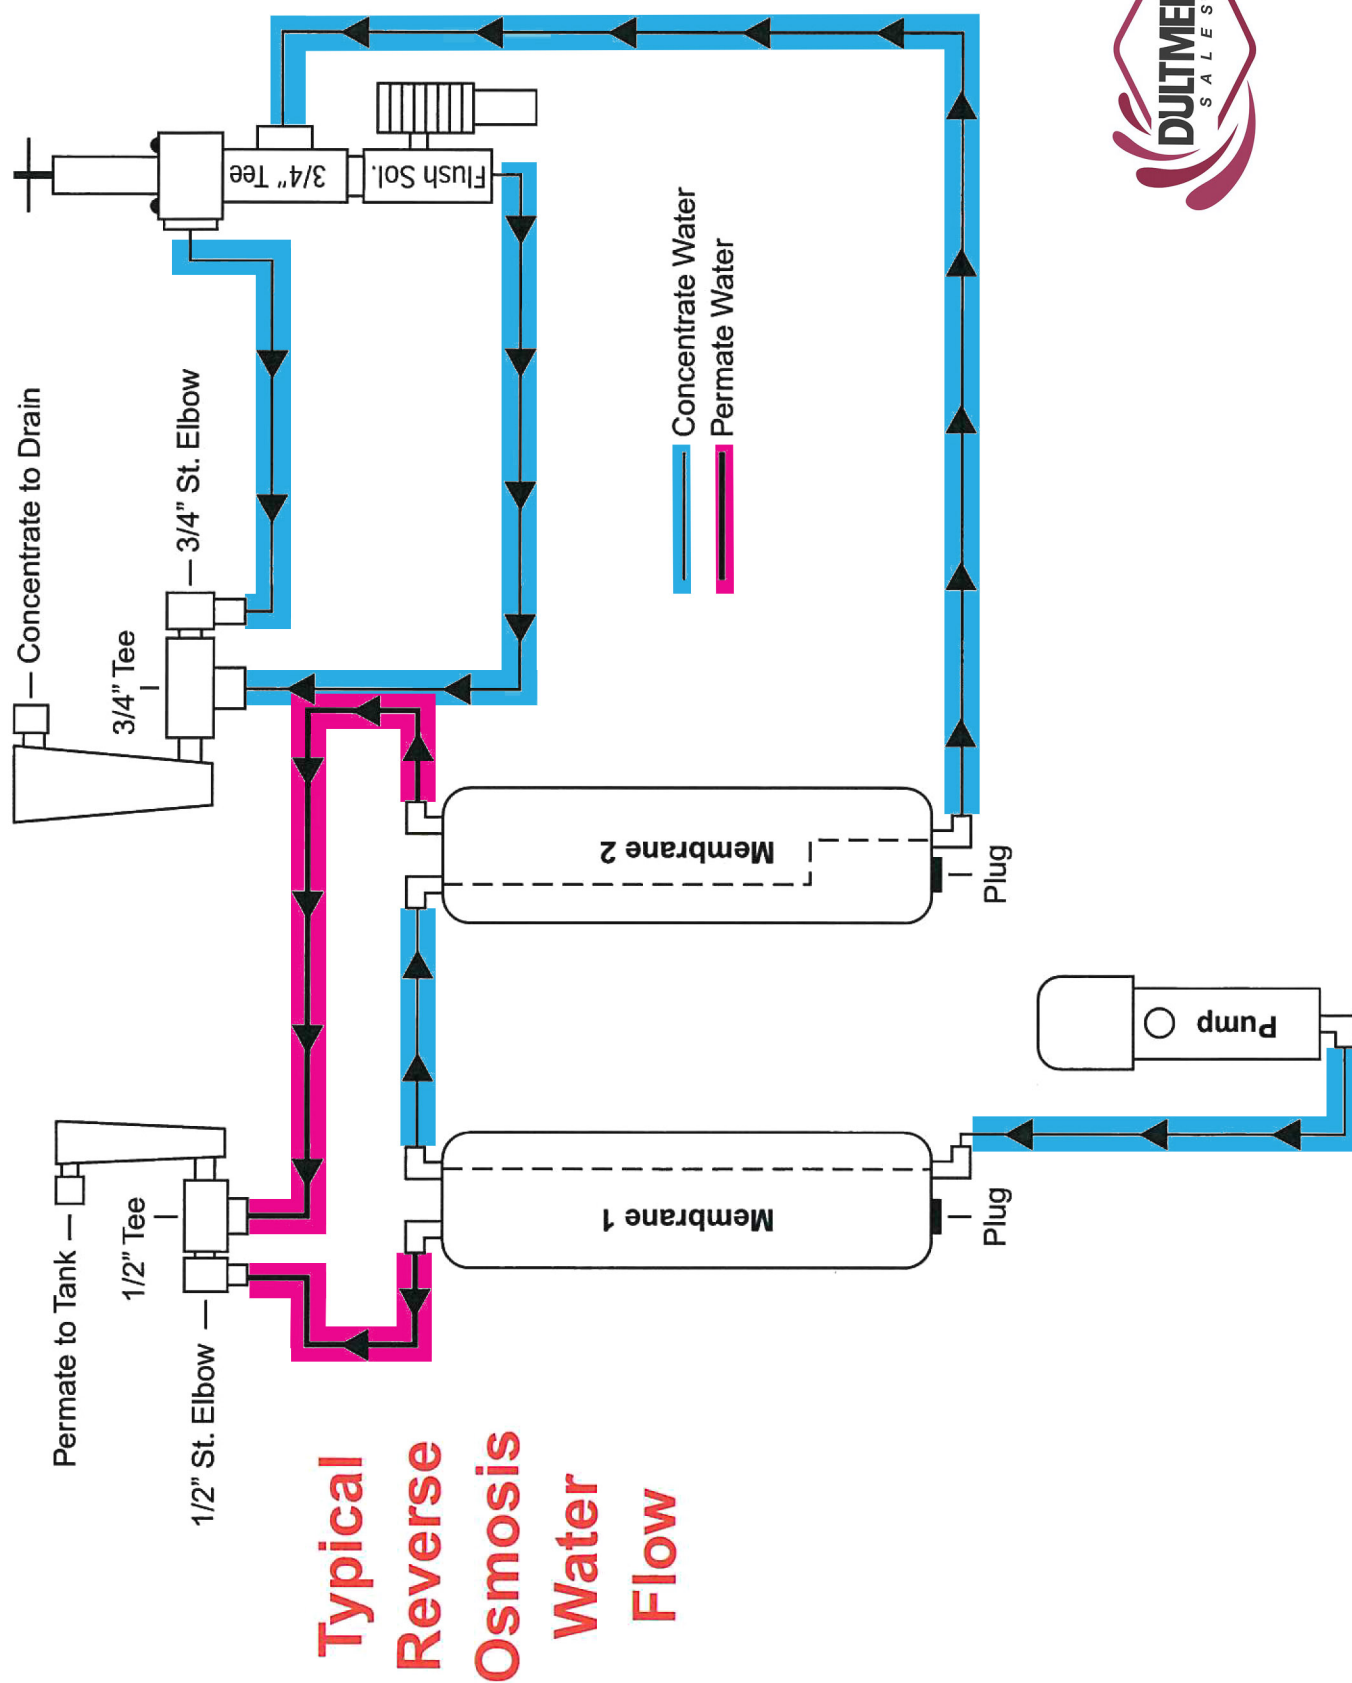 Typical
Reverse
Osmosis
Water
Flow
Permate to Tank
1/2" Tee
1/2" St. Elbow
Concentrate to Drain
3/4" Tee
3/4" St. Elbow
3/4" Tee
Flush Sol.
Concentrate Water
Permate Water
Membrane 1
Membrane 2
Plug
Plug
Pump
SALES